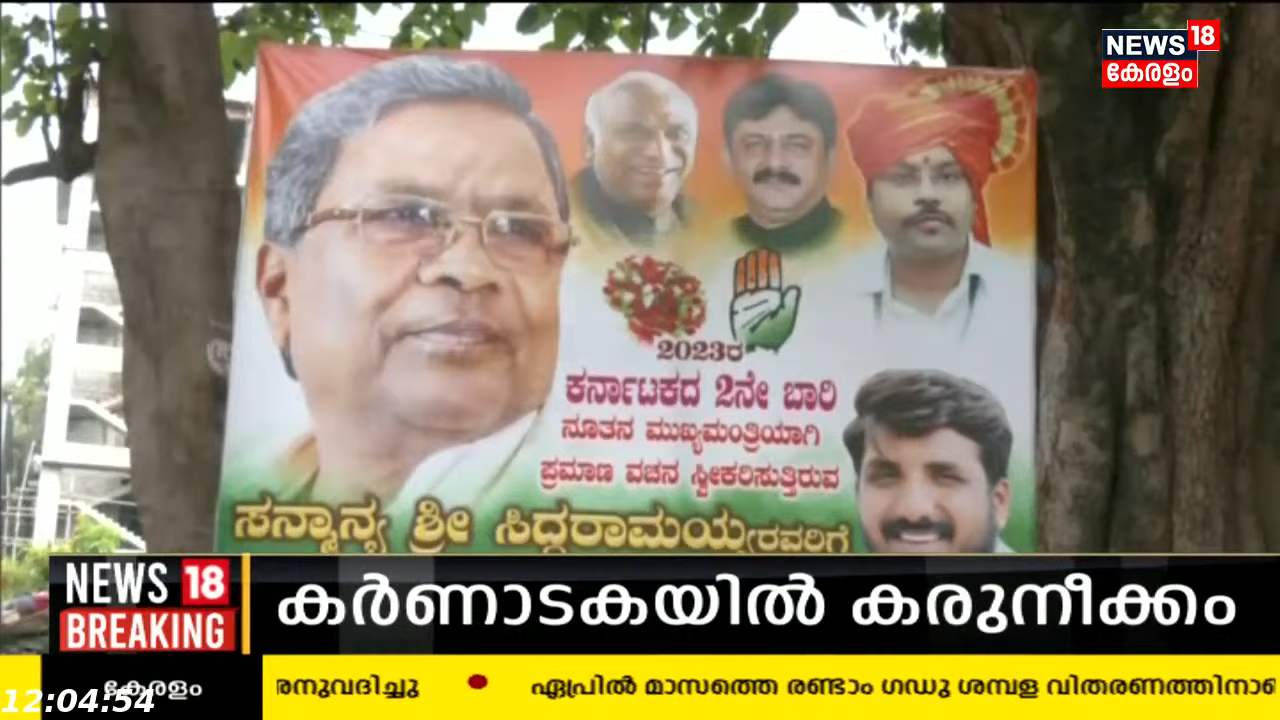 NEWS 18
കേരളം
2023ರ
ಕರ್ನಾಟಕದ 2ನೇ ಬಾರಿ
ನೂತನ ಮುಖ್ಯಮಂತ್ರಿಯಾಗಿ
ಪ್ರಮಾಣ ವಚನ ಸ್ವೀಕರಿಸುತ್ತಿರುವ
ಸನ್ಮಾನ್ಯ ಶ್ರೀ ಸಿದ್ದರಾಮಯ್ಯರವರಿಗೆ
NEWS 18
BREAKING
കർണാടകയിൽ കരുനീക്കം
കേരളം
12:04:54
രനുവദിച്ചു • ഏപ്രിൽ മാസത്തെ രണ്ടാം ഗഡു ശമ്പള വിതരണത്തിനാണ